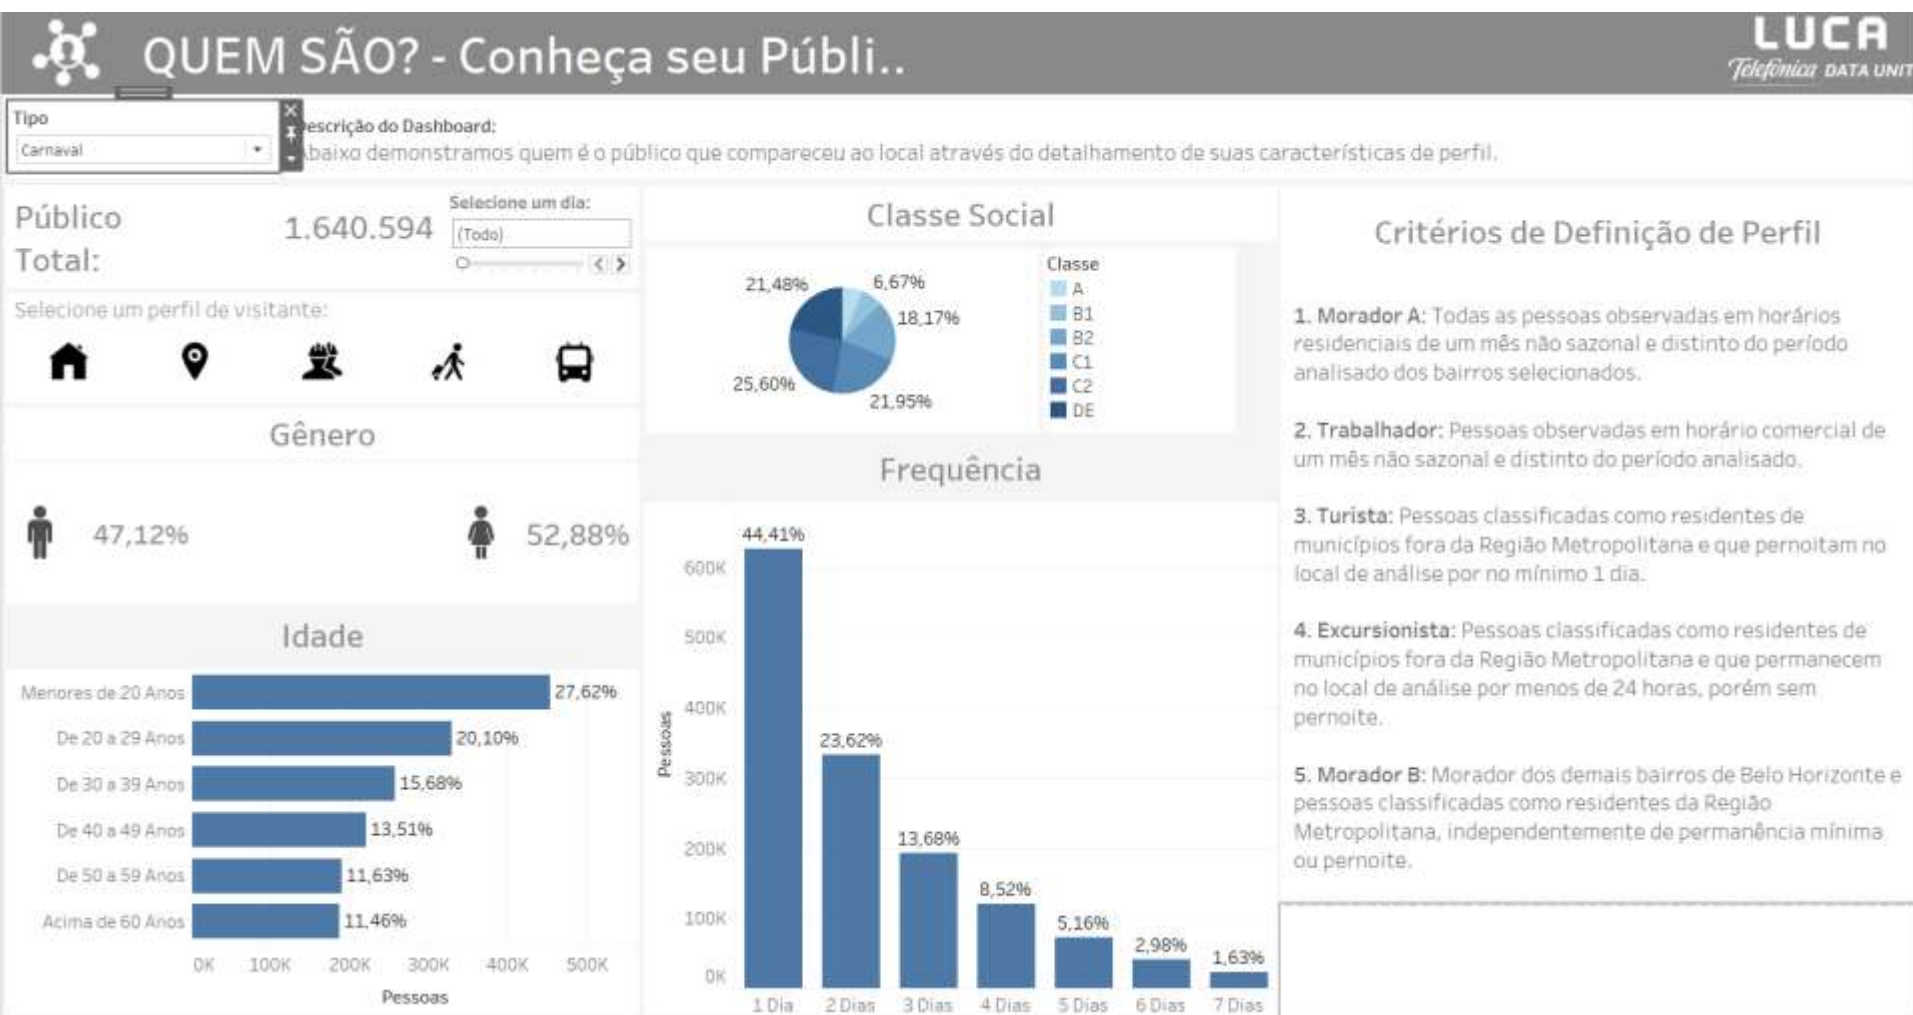 QUEM SÃO? - Conheça seu Públi..
LUCA
Telefónica DATA UNIT
Tipo
Carnaval
escrição do Dashboard:
baixo demonstramos quem é o público que compareceu ao local através do detalhamento de suas características de perfil.
Público
Total:
1.640.594
Selecione um dia:
(Todo)
Selecione um perfil de visitante:
Gênero
47,12%
52,88%
Idade
Menores de 20 Anos
27,62%
De 20 a 29 Anos
20,10%
De 30 a 39 Anos
15,68%
De 40 a 49 Anos
13,51%
De 50 a 59 Anos
11,63%
Acima de 60 Anos
11,46%
0K 100K 200K 300K 400K 500K
Pessoas
Classe Social
21,48%
6,67%
18,17%
25,60%
21,95%
Classe
A
B1
B2
C1
C2
DE
Frequência
Pessoas
600K
500K
400K
300K
200K
100K
0K
44,41%
23,62%
13,68%
8,52%
5,16%
2,98%
1,63%
1 Dia 2 Dias 3 Dias 4 Dias 5 Dias 6 Dias 7 Dias
Critérios de Definição de Perfil
1. Morador A: Todas as pessoas observadas em horários
residenciais de um mês não sazonal e distinto do período
analisado dos bairros selecionados.
2. Trabalhador: Pessoas observadas em horário comercial de
um mês não sazonal e distinto do período analisado.
3. Turista: Pessoas classificadas como residentes de
municípios fora da Região Metropolitana e que pernoitam no
local de análise por no mínimo 1 dia.
4. Excursionista: Pessoas classificadas como residentes de
municípios fora da Região Metropolitana e que permanecem
no local de análise por menos de 24 horas, porém sem
pernoite.
5. Morador B: Morador dos demais bairros de Belo Horizonte e
pessoas classificadas como residentes da Região
Metropolitana, independentemente de permanência mínima
ou pernoite.